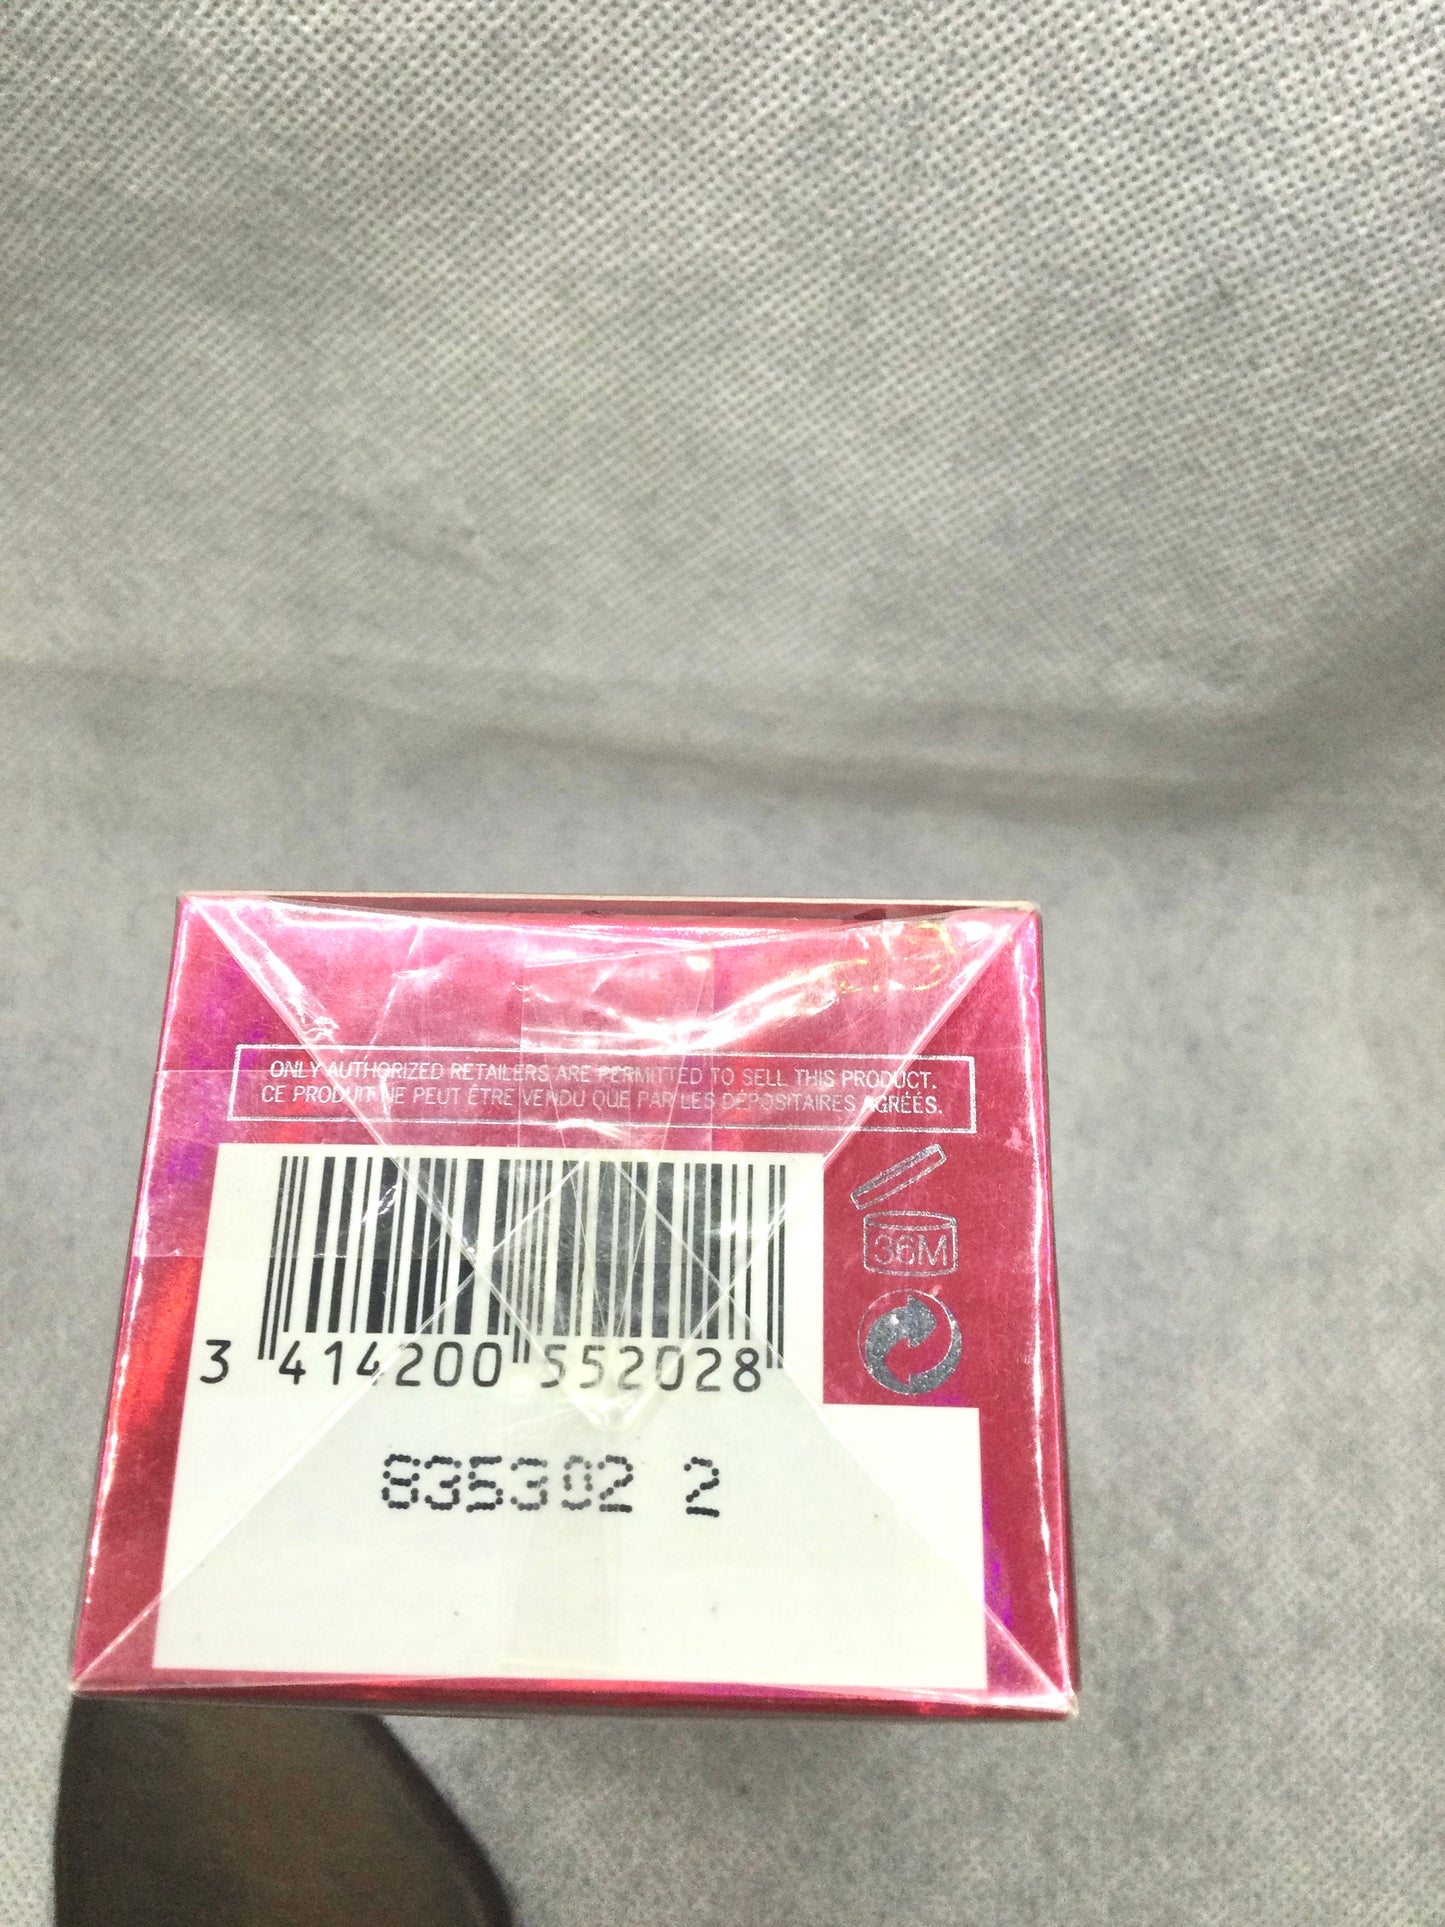 ONLY AUTHORIZED RETAILERS ARE PERMITTED TO SELL THIS PRODUCT.
CE PRODUIT NE PEUT ÊTRE VENDU QUE PAR LES DÉPOSITAIRES AGRÉÉS.
36M
3 414200 552028
835302 2